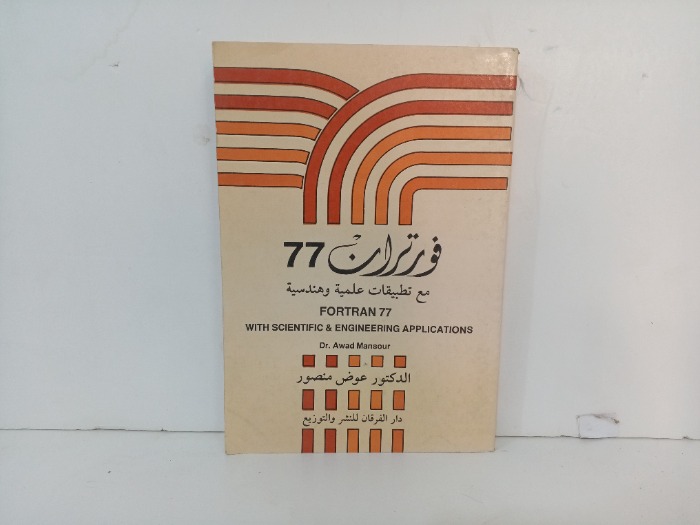 فورتران 77
مع تطبيقات علمية وهندسية
FORTRAN 77
WITH SCIENTIFIC & ENGINEERING APPLICATIONS
Dr. Awad Mansour
الدكتور عوض منصور
دار الفرقان للنشر والتوزيع